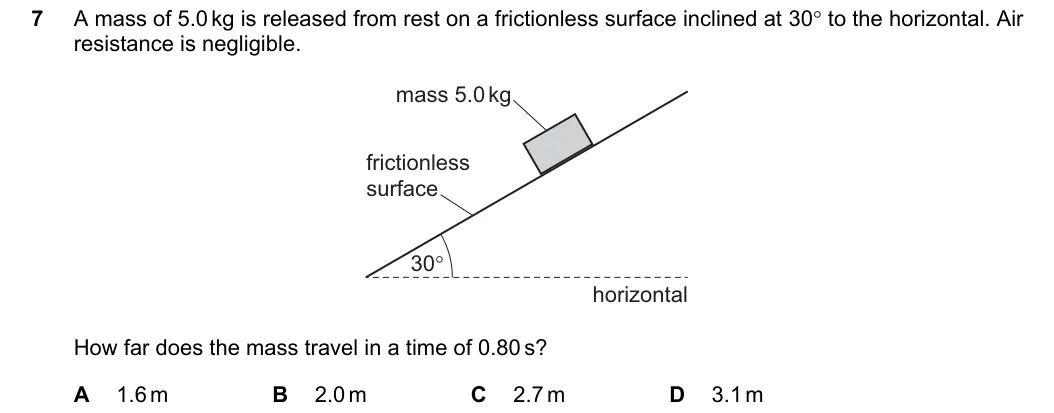 7 A mass of 5.0 kg is released from rest on a frictionless surface inclined at 30° to the horizontal. Air
resistance is negligible.
mass 5.0 kg
frictionless
surface
30°
horizontal
How far does the mass travel in a time of 0.80 s?
A 1.6 m B 2.0 m C 2.7 m D 3.1 m